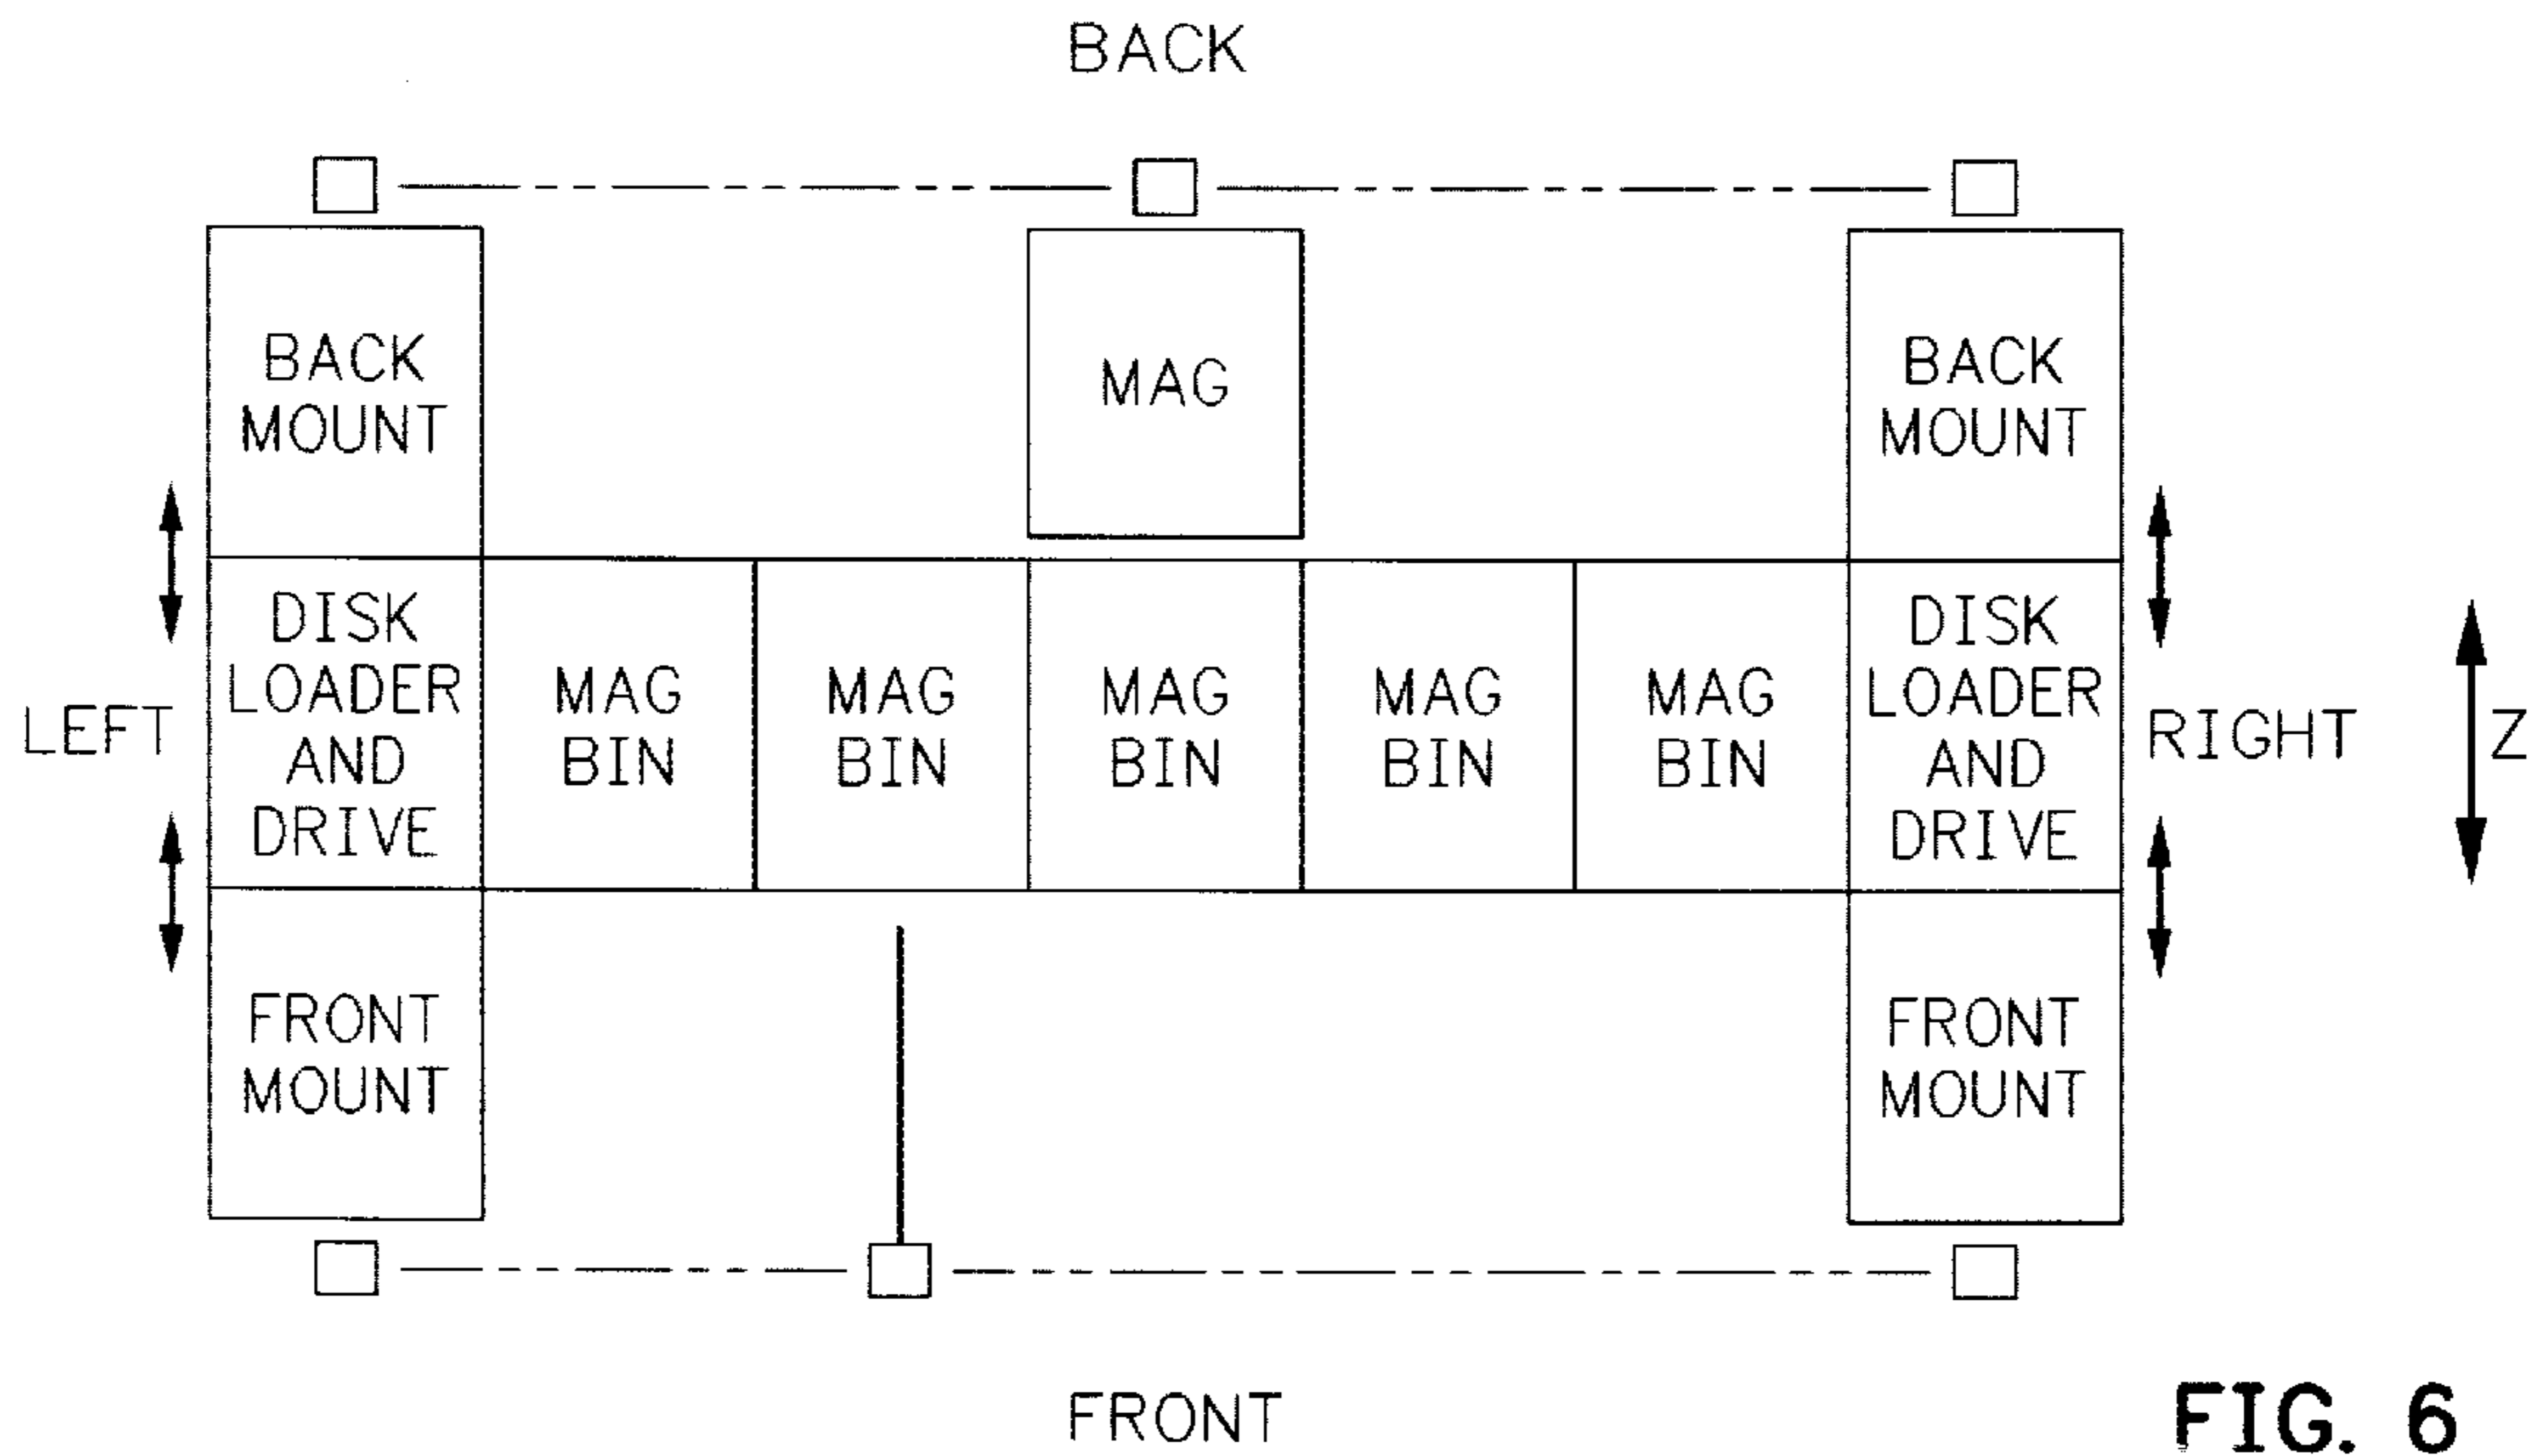 BACK
BACK
MOUNT
MAG
BACK
MOUNT
LEFT
DISK
LOADER
AND
DRIVE
MAG
BIN
MAG
BIN
MAG
BIN
MAG
BIN
MAG
BIN
DISK
LOADER
AND
DRIVE
RIGHT
Z
FRONT
MOUNT
FRONT
MOUNT
FRONT
FIG. 6